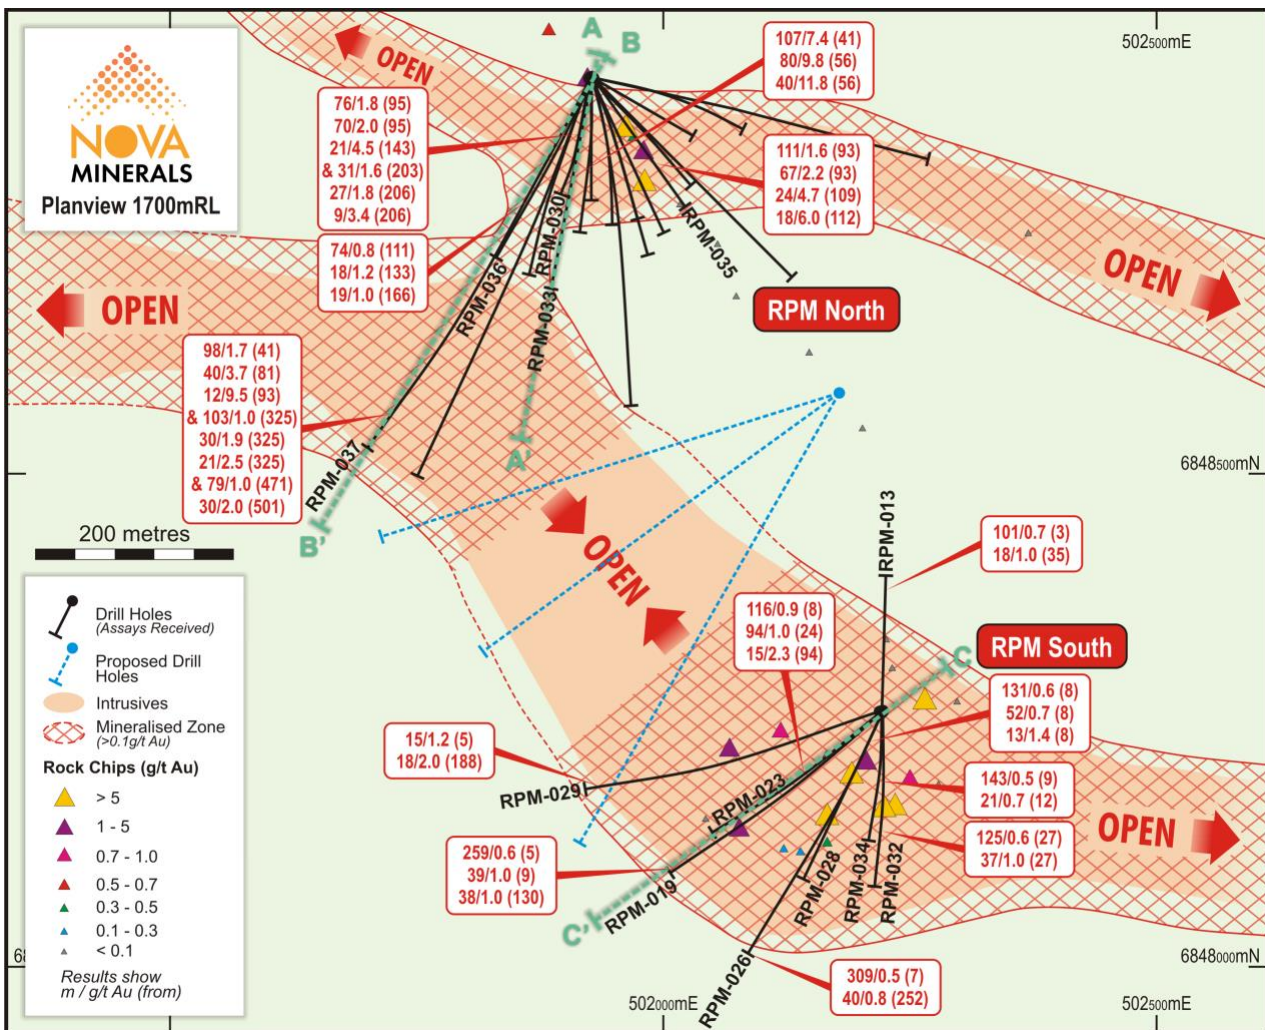 NOVA
MINERALS
Planview 1700mRL
OPEN
A
B
502500mE
107/7.4 (41)
80/9.8 (56)
40/11.8 (56)
76/1.8 (95)
70/2.0 (95)
21/4.5 (143)
& 31/1.6 (203)
27/1.8 (206)
9/3.4 (206)
111/1.6 (93)
67/2.2 (93)
24/4.7 (109)
18/6.0 (112)
74/0.8 (111)
18/1.2 (133)
19/1.0 (166)
RPM-030
RPM-035
RPM-036
RPM-033
OPEN
OPEN
RPM North
98/1.7 (41)
40/3.7 (81)
12/9.5 (93)
& 103/1.0 (325)
30/1.9 (325)
21/2.5 (325)
& 79/1.0 (471)
30/2.0 (501)
RPM-037
A'
B'
6848500mN
200 metres
OPEN
RPM-013
101/0.7 (3)
18/1.0 (35)
116/0.9 (8)
94/1.0 (24)
15/2.3 (94)
RPM South
C
131/0.6 (8)
52/0.7 (8)
13/1.4 (8)
15/1.2 (5)
18/2.0 (188)
RPM-029
RPM-023
143/0.5 (9)
21/0.7 (12)
OPEN
125/0.6 (27)
37/1.0 (27)
259/0.6 (5)
39/1.0 (9)
38/1.0 (130)
RPM-019
C'
RPM-028
RPM-034
RPM-032
RPM-026
309/0.5 (7)
40/0.8 (252)
6848000mN
502000mE
502500mE
Drill Holes
(Assays Received)
Proposed Drill
Holes
Intrusives
Mineralised Zone
(>0.1g/t Au)
Rock Chips (g/t Au)
> 5
1 - 5
0.7 - 1.0
0.5 - 0.7
0.3 - 0.5
0.1 - 0.3
< 0.1
Results show
m / g/t Au (from)